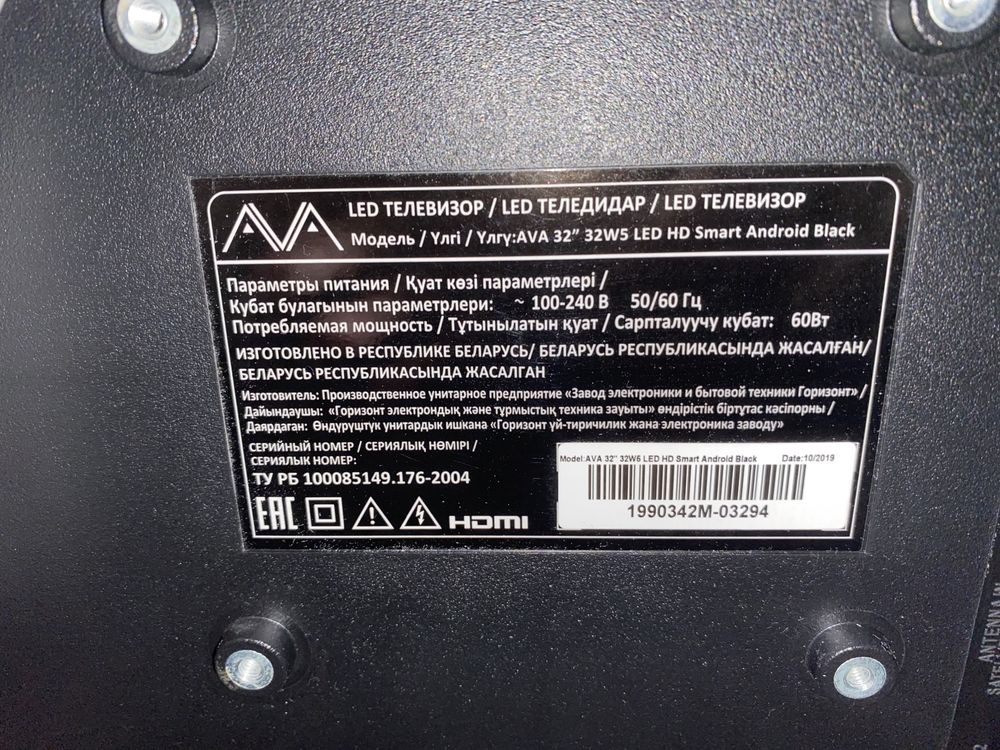 AVA
LED ТЕЛЕВИЗОР / LED ТЕЛЕДИДАР / LED ТЕЛЕВИЗОР
Модель / Үлгі / Үлгү:AVA 32" 32W5 LED HD Smart Android Black
Параметры питания / Қуат көзі параметрлері /
Кубат булагынын параметрлери: ~ 100-240 В 50/60 Гц
Потребляемая мощность / Тұтынылатын қуат / Сарпталуучу кубат: 60Вт
ИЗГОТОВЛЕНО В РЕСПУБЛИКЕ БЕЛАРУСЬ/ БЕЛАРУСЬ РЕСПУБЛИКАСЫНДА ЖАСАЛҒАН/
БЕЛАРУСЬ РЕСПУБЛИКАСЫНДА ЖАСАЛГАН
Изготовитель: Производственное унитарное предприятие «Завод электроники и бытовой техники Горизонт» /
Дайындаушы: «Горизонт электрондық және тұрмыстық техника зауыты» өндірістік біртұтас кәсіпорны /
Даярдаган: Өндүрүштүк унитардык ишкана «Горизонт үй-тиричилик жана электроника заводу»
СЕРИЙНЫЙ НОМЕР / СЕРИЯЛЫҚ НӨМІРІ /
СЕРИЯЛЫК НОМЕР:
ТУ РБ 100085149.176-2004
EAC HDMI
Model:AVA 32" 32W5 LED HD Smart Android Black Date:10/2019
1990342M-03294
ANTENNA IN